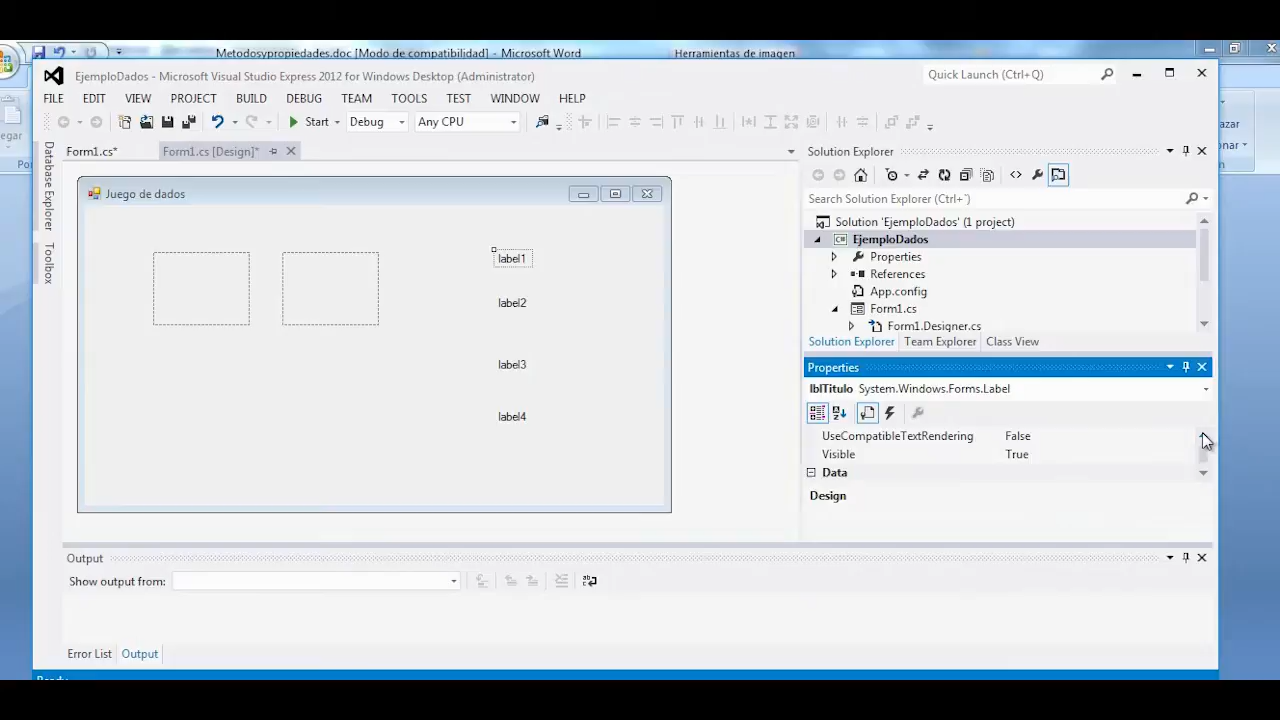 Metodosypropiedades.doc [Modo de compatibilidad] - Microsoft Word
Herramientas de imagen
EjemploDados - Microsoft Visual Studio Express 2012 for Windows Desktop (Administrator)
Quick Launch (Ctrl+Q)
FILE EDIT VIEW PROJECT BUILD DEBUG TEAM TOOLS TEST WINDOW HELP
Start Debug Any CPU
Form1.cs* Form1.cs [Design]*
Solution Explorer
Database Explorer
Toolbox
Juego de dados
label1
label2
label3
label4
Search Solution Explorer (Ctrl+´)
Solution 'EjemploDados' (1 project)
EjemploDados
Properties
References
App.config
Form1.cs
Form1.Designer.cs
Solution Explorer Team Explorer Class View
Properties
lblTitulo System.Windows.Forms.Label
UseCompatibleTextRendering False
Visible True
Data
Design
Output
Show output from:
Error List Output